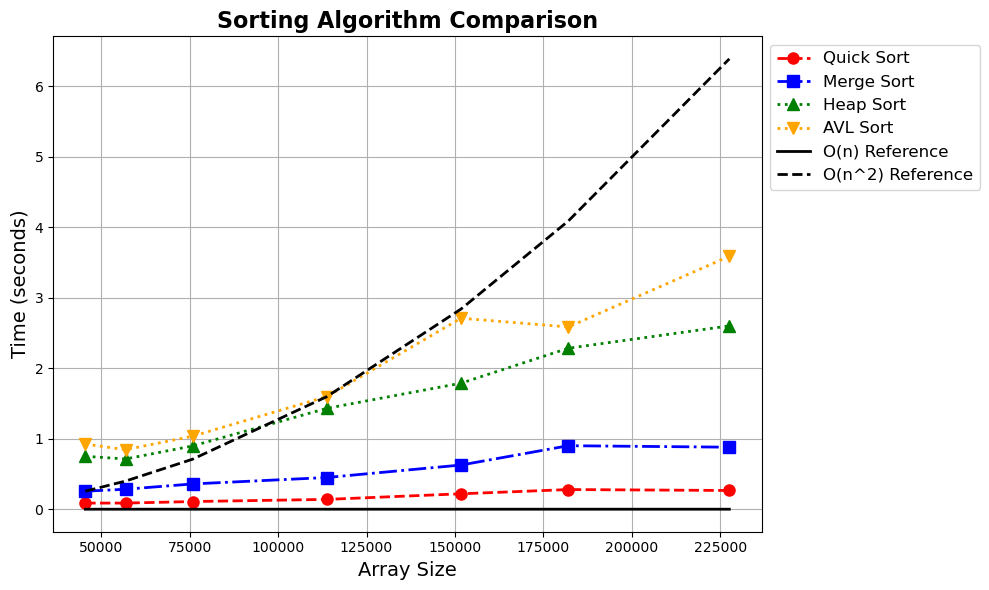 Sorting Algorithm Comparison
Time (seconds)
6
5
4
3
2
1
0
50000 75000 100000 125000 150000 175000 200000 225000
Array Size
Quick Sort
Merge Sort
Heap Sort
AVL Sort
O(n) Reference
O(n^2) Reference